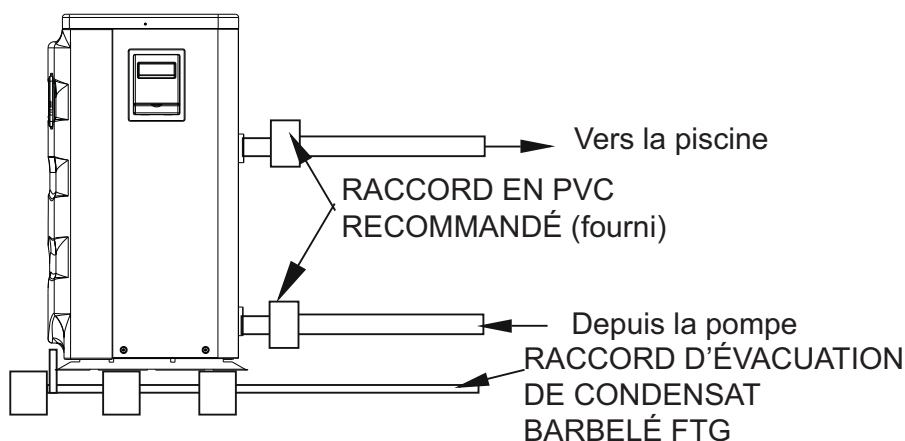 Vers la piscine
RACCORD EN PVC
RECOMMANDÉ (fourni)
Depuis la pompe
RACCORD D'ÉVACUATION
DE CONDENSAT
BARBELÉ FTG